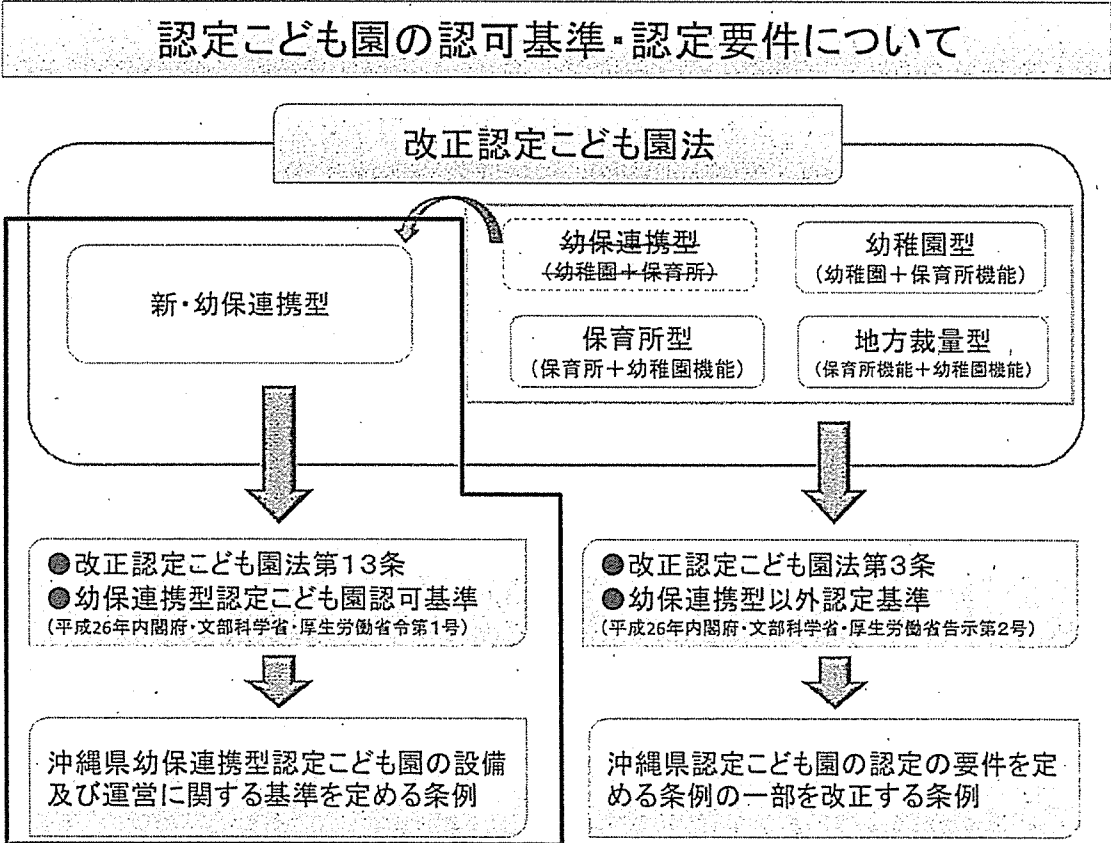 認定こども園の認可基準・認定要件について
改正認定こども園法
新・幼保連携型
幼保連携型
(幼稚園＋保育所)
幼稚園型
(幼稚園＋保育所機能)
保育所型
(保育所＋幼稚園機能)
地方裁量型
(保育所機能＋幼稚園機能)
●改正認定こども園法第13条
●幼保連携型認定こども園認可基準
(平成26年内閣府・文部科学省・厚生労働省令第1号)
●改正認定こども園法第3条
●幼保連携型以外認定基準
(平成26年内閣府・文部科学省・厚生労働省告示第2号)
沖縄県幼保連携型認定こども園の設備
及び運営に関する基準を定める条例
沖縄県認定こども園の認定の要件を定
める条例の一部を改正する条例